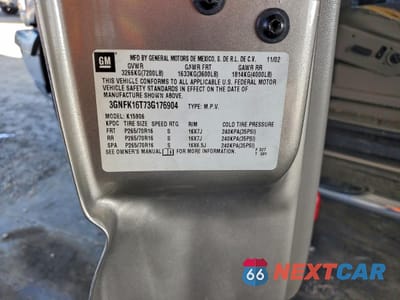 GM
MFD BY GENERAL MOTORS DE MEXICO, S. DE R.L. DE C.V. 11/02
GVWR GAWR FRT GAWR RR
3266KG(7200LB) 1633KG(3600LB) 1814KG(4000LB)
THIS VEHICLE CONFORMS TO ALL APPLICABLE U.S. FEDERAL MOTOR
VEHICLE SAFETY STANDARDS IN EFFECT ON THE DATE OF
MANUFACTURE SHOWN ABOVE.
3GNFK16T73G176904 TYPE: M.P.V.
MODEL: K15906
KPDC TIRE SIZE SPEED RTG RIM COLD TIRE PRESSURE
FRT P265/70R16 S 16X7J 240KPA(35PSI)
RR P265/70R16 S 16X7J 240KPA(35PSI)
SPA P265/70R16 S 16X6.5J 240KPA(35PSI)
SEE OWNER'S MANUAL FOR MORE INFORMATION.
66 NEXTCAR